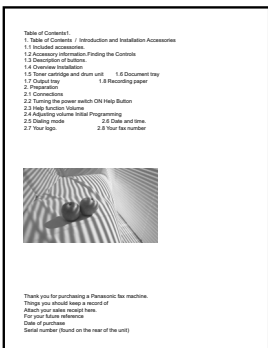 Table of Contents1.
1. Table of Contents / Introduction and Installation Accessories
1.1 Included accessories.
1.2 Accessory information.Finding the Controls
1.3 Description of buttons.
1.4 Overview Installation
1.5 Toner cartridge and drum unit 1.6 Document tray
1.7 Output tray 1.8 Recording paper
2. Preparation
2.1 Connections
2.2 Turning the power switch ON Help Button
2.3 Help function Volume
2.4 Adjusting volume Initial Programming
2.5 Dialing mode 2.6 Date and time.
2.7 Your logo. 2.8 Your fax number
Thank you for purchasing a Panasonic fax machine.
Things you should keep a record of
Attach your sales receipt here.
For your future reference
Date of purchase
Serial number (found on the rear of the unit)